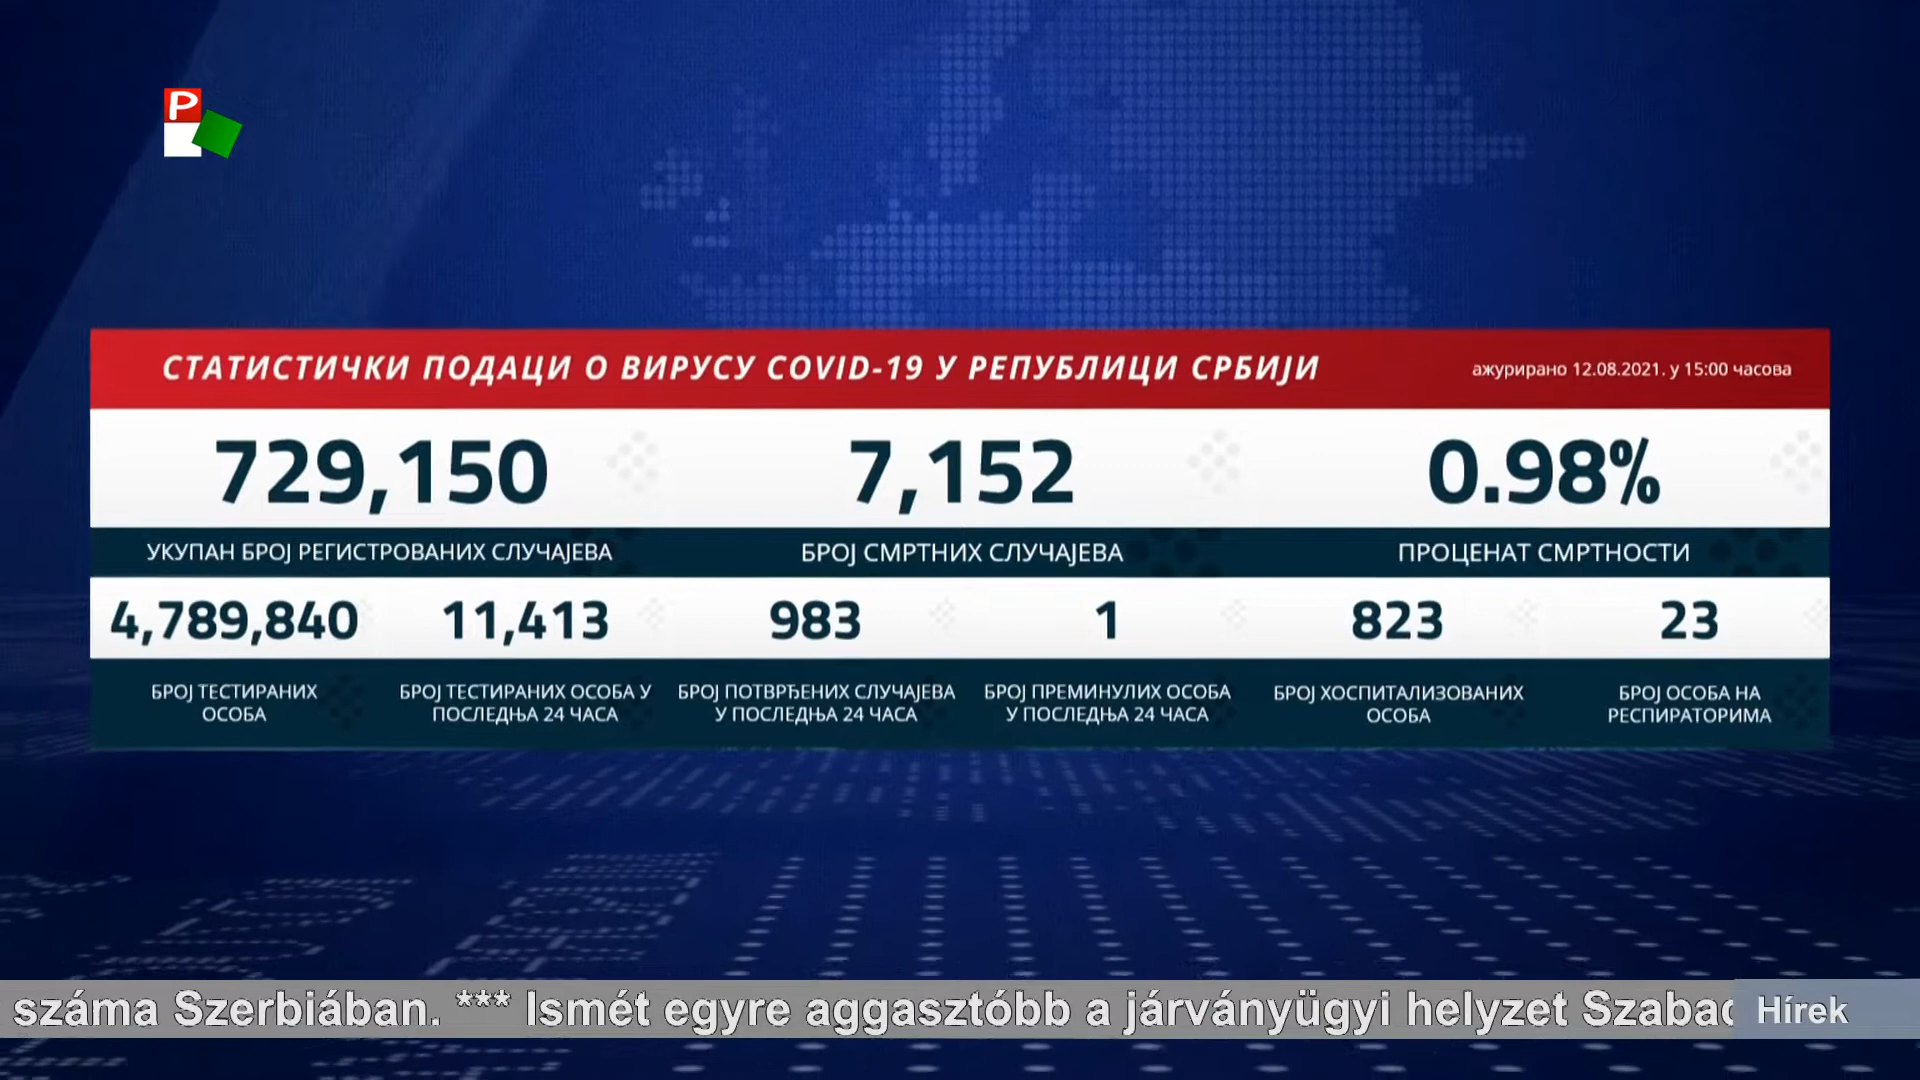 P
СТАТИСТИЧКИ ПОДАЦИ О ВИРУСУ COVID-19 У РЕПУБЛИЦИ СРБИЈИ
ажурирано 12.08.2021. у 15:00 часова
729,150 7,152 0.98%
УКУПАН БРОЈ РЕГИСТРОВАНИХ СЛУЧАЈЕВА БРОЈ СМРТНИХ СЛУЧАЈЕВА ПРОЦЕНАТ СМРТНОСТИ
4,789,840 11,413 983 1 823 23
БРОЈ ТЕСТИРАНИХ
ОСОБА
БРОЈ ТЕСТИРАНИХ ОСОБА У
ПОСЛЕДЊА 24 ЧАСА
БРОЈ ПОТВРЂЕНИХ СЛУЧАЈЕВА
У ПОСЛЕДЊА 24 ЧАСА
БРОЈ ПРЕМИНУЛИХ ОСОБА
У ПОСЛЕДЊА 24 ЧАСА
БРОЈ ХОСПИТАЛИЗОВАНИХ
ОСОБА
БРОЈ ОСОБА НА
РЕСПИРАТОРИМА
száma Szerbiában. *** Ismét egyre aggasztóbb a járványügyi helyzet Szabad
Hírek